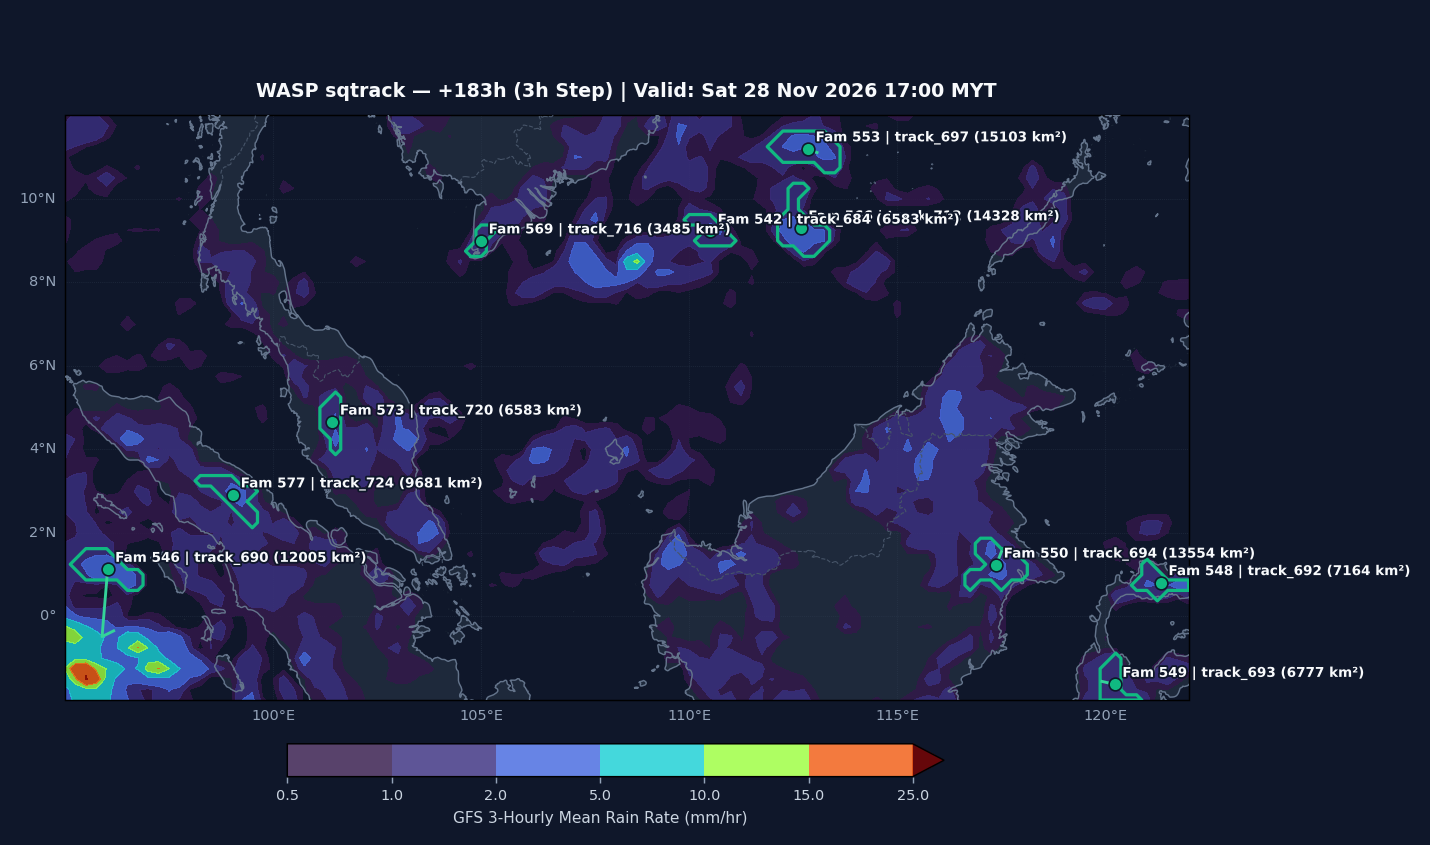 WASP sqtrack — +183h (3h Step) | Valid: Sat 28 Nov 2026 17:00 MYT
Fam 553 | track_697 (15103 km²)
10°N
Fam 542 | track_684 (6583 km²)
(14328 km²)
Fam 569 | track_716 (3485 km²)
8°N
6°N
Fam 573 | track_720 (6583 km²)
4°N
Fam 577 | track_724 (9681 km²)
2°N
Fam 546 | track_690 (12005 km²)
Fam 550 | track_694 (13554 km²)
Fam 548 | track_692 (7164 km²)
0°
Fam 549 | track_693 (6777 km²)
100°E 105°E 110°E 115°E 120°E
0.5 1.0 2.0 5.0 10.0 15.0 25.0
GFS 3-Hourly Mean Rain Rate (mm/hr)